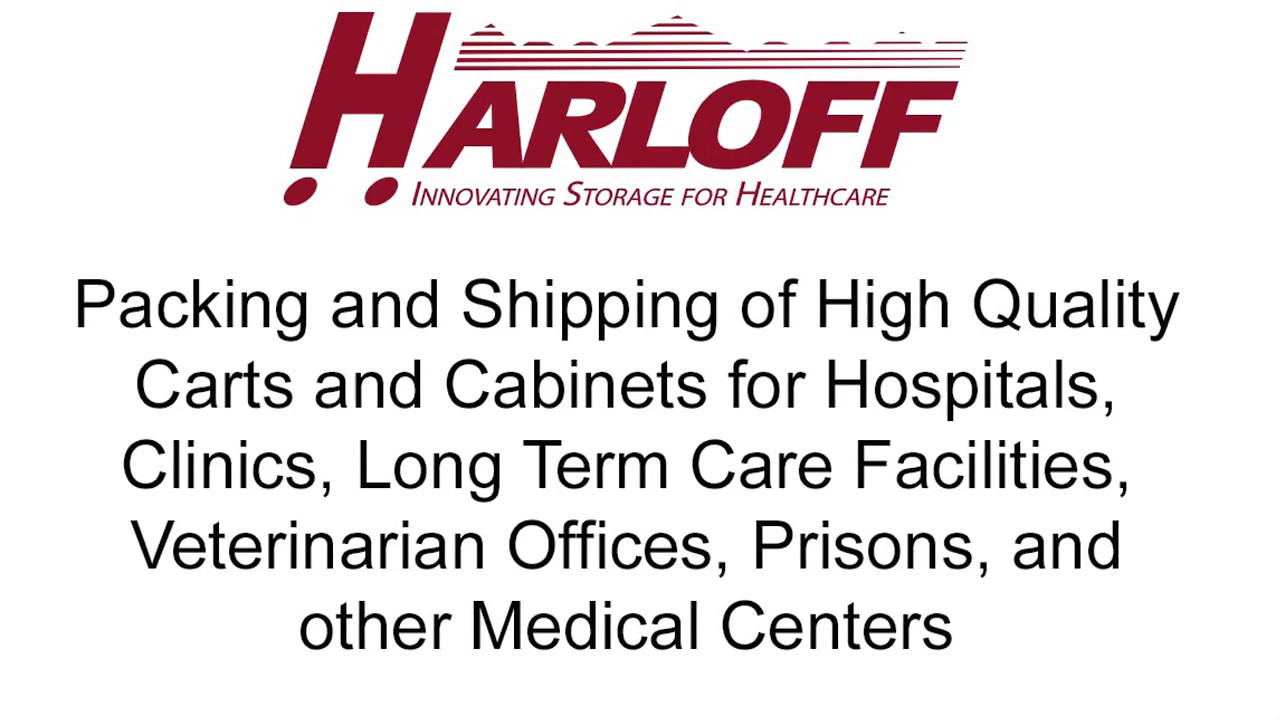 HARLOFF
INNOVATING STORAGE FOR HEALTHCARE
Packing and Shipping of High Quality
Carts and Cabinets for Hospitals,
Clinics, Long Term Care Facilities,
Veterinarian Offices, Prisons, and
other Medical Centers